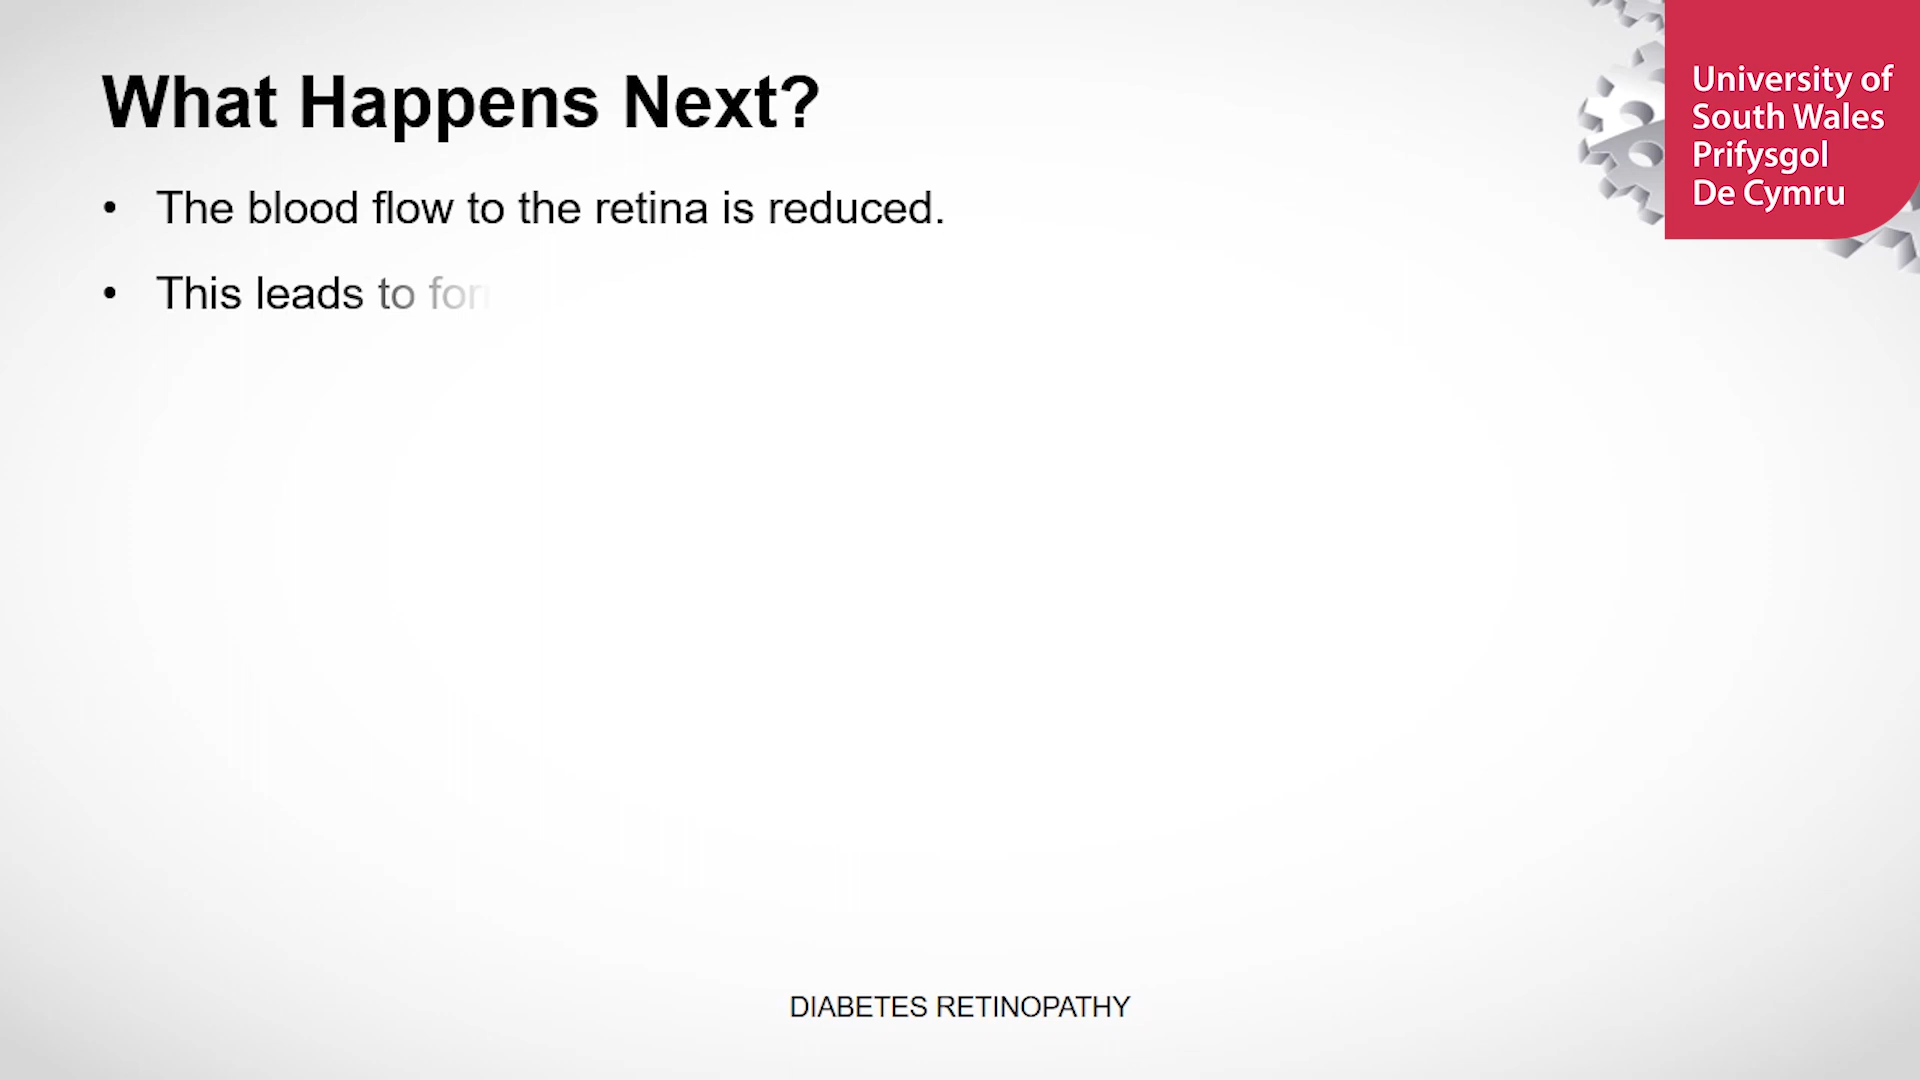 What Happens Next?
• The blood flow to the retina is reduced.
• This leads to
University of
South Wales
Prifysgol
De Cymru
DIABETES RETINOPATHY